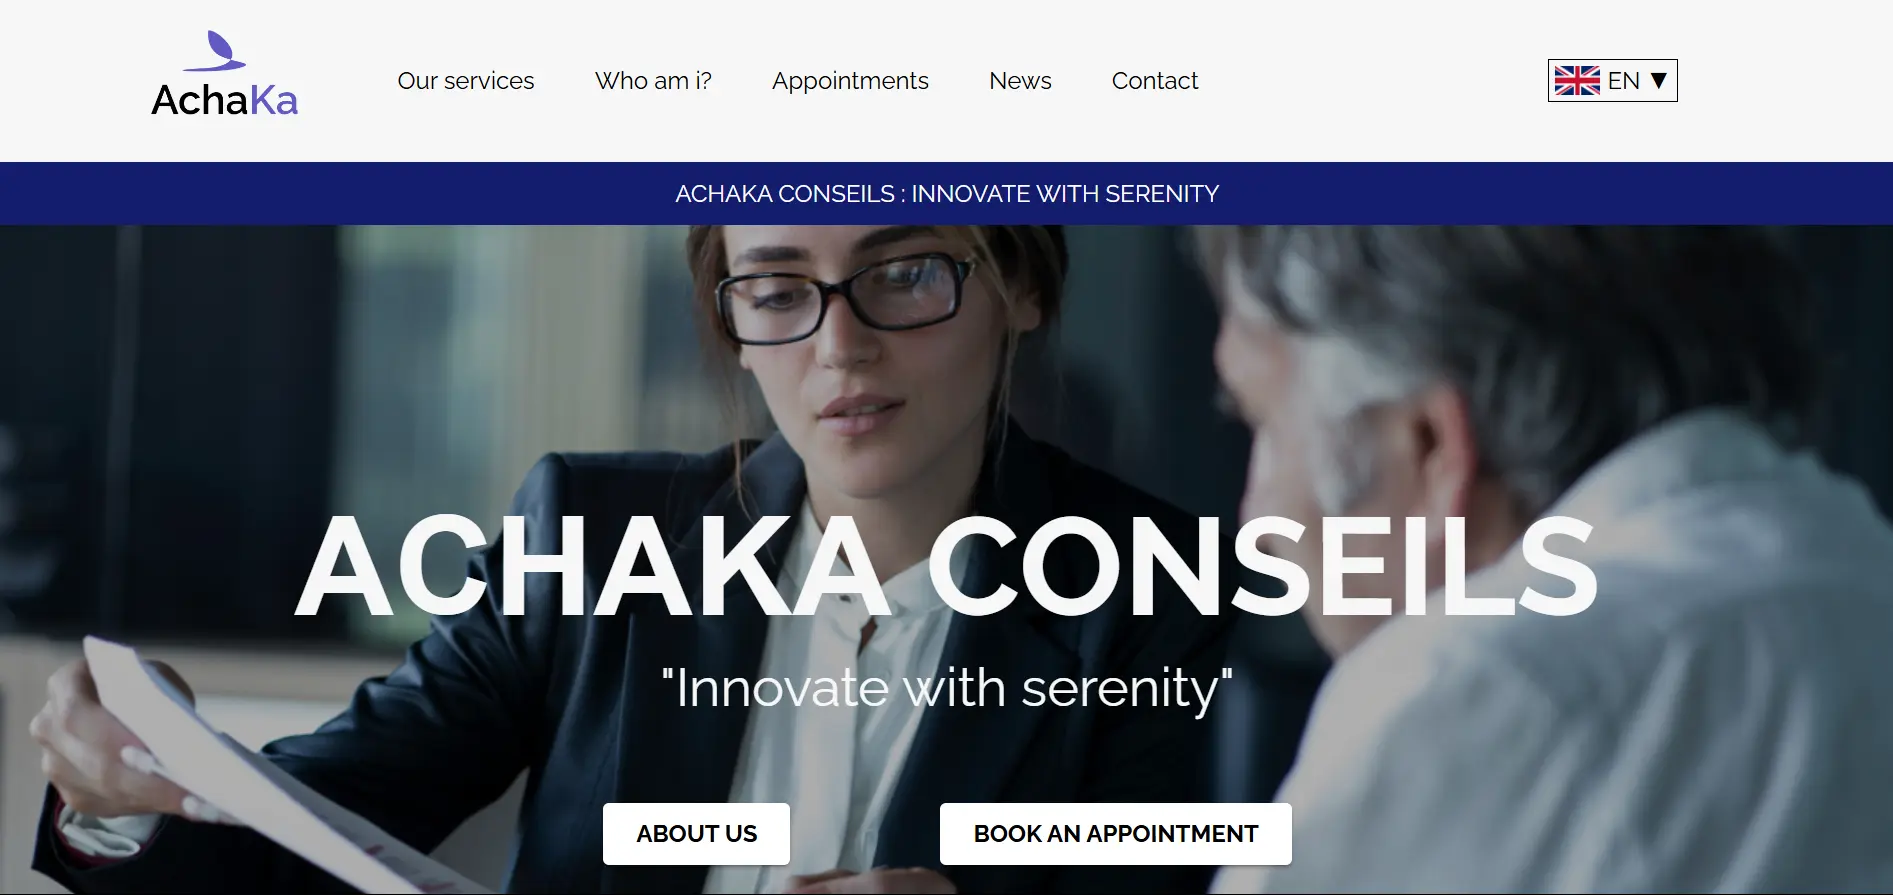 AchaKa
Our services
Who am i?
Appointments
News
Contact
EN ▼
ACHAKA CONSEILS : INNOVATE WITH SERENITY
ACHAKA CONSEILS
"Innovate with serenity"
ABOUT US
BOOK AN APPOINTMENT